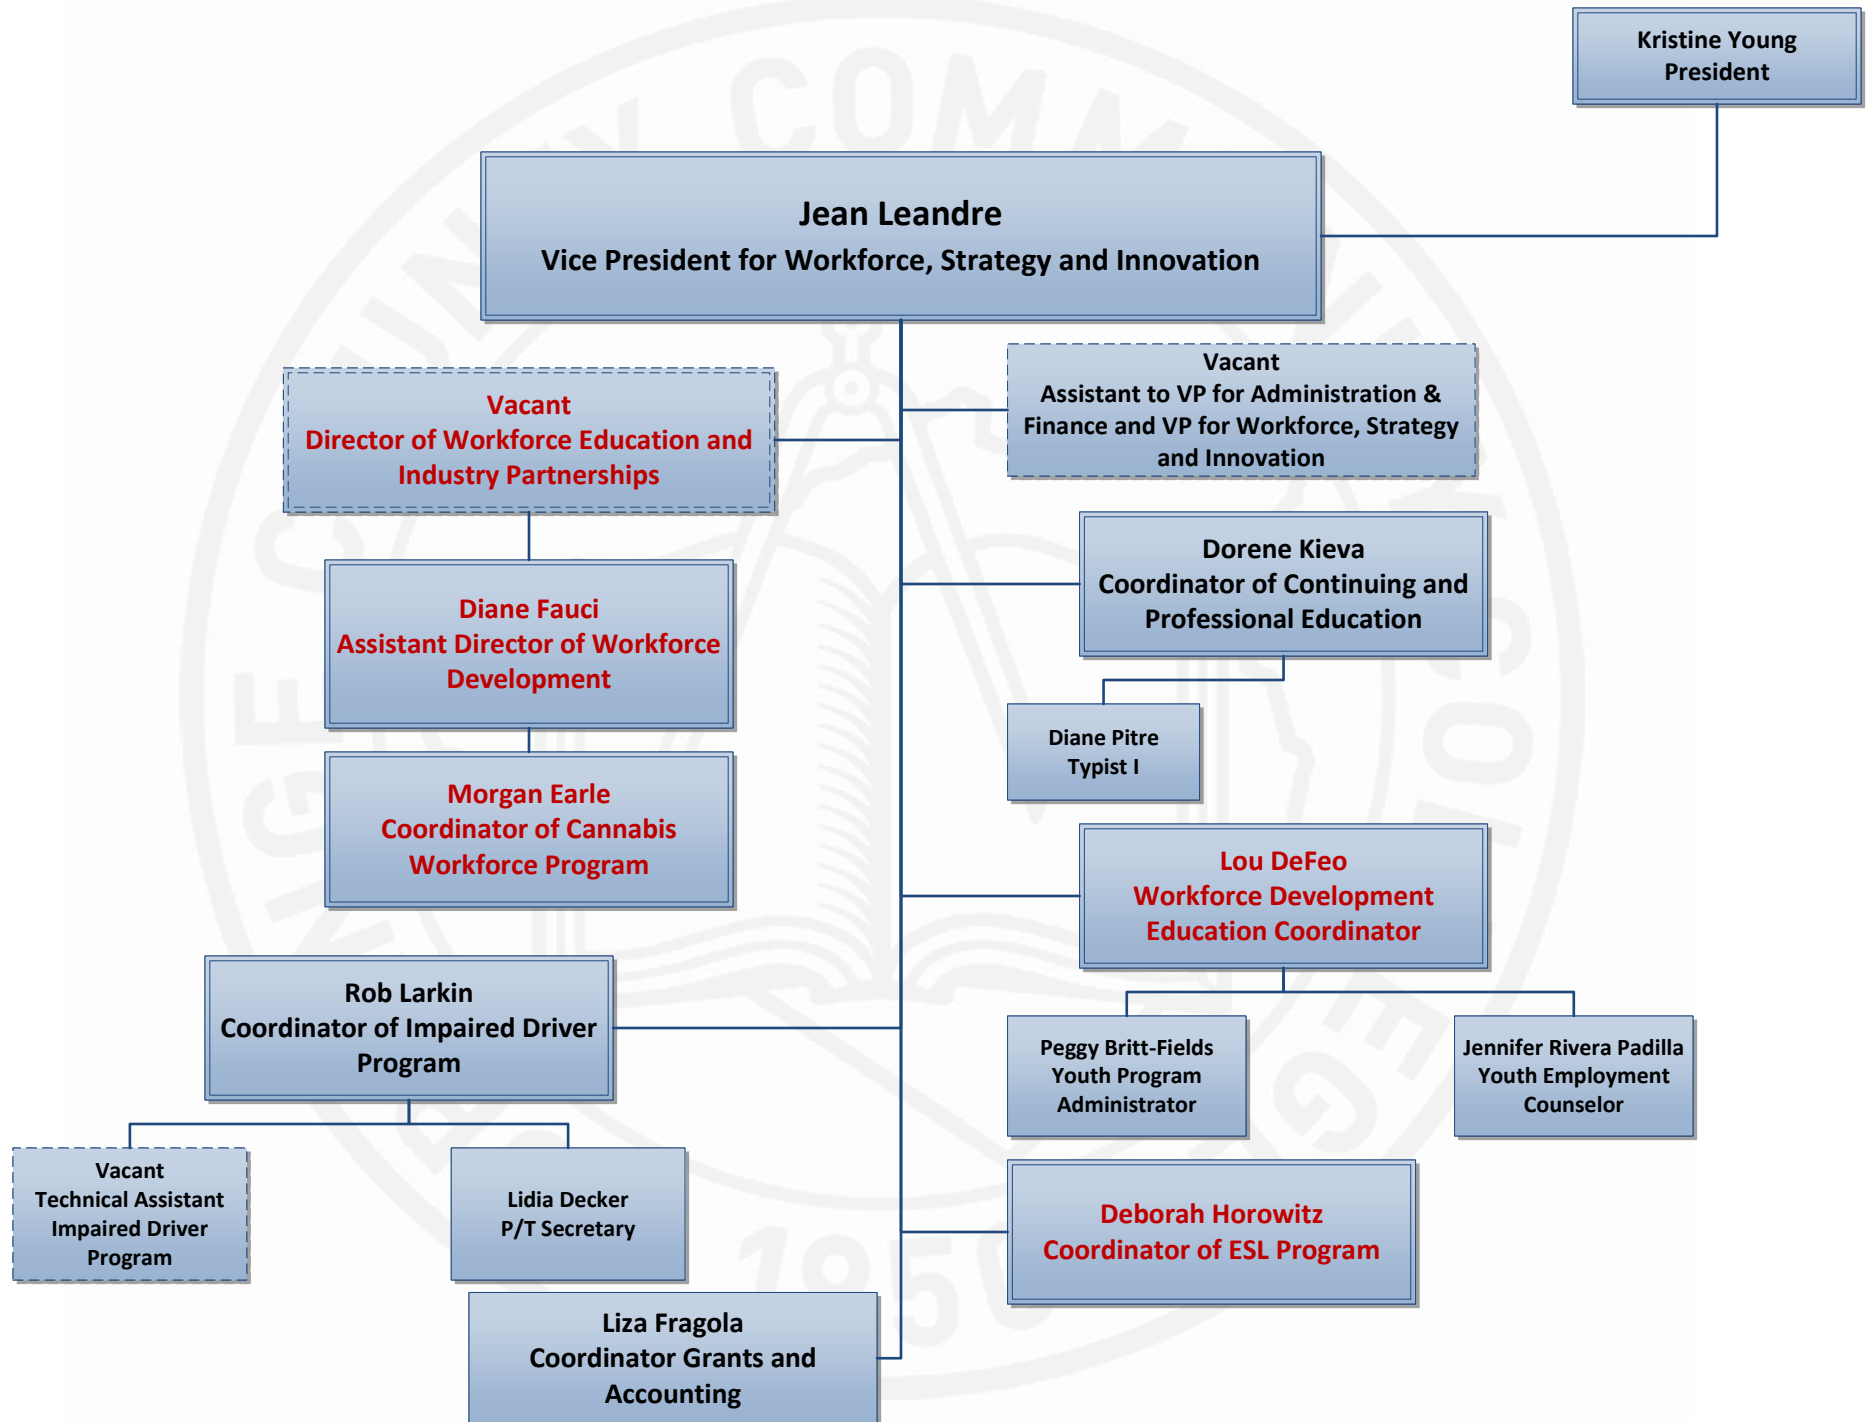 Kristine Young
President
Jean Leandre
Vice President for Workforce, Strategy and Innovation
Vacant
Director of Workforce Education and
Industry Partnerships
Vacant
Assistant to VP for Administration &
Finance and VP for Workforce, Strategy
and Innovation
Diane Fauci
Assistant Director of Workforce
Development
Dorene Kieva
Coordinator of Continuing and
Professional Education
Diane Pitre
Typist I
Morgan Earle
Coordinator of Cannabis
Workforce Program
Lou DeFeo
Workforce Development
Education Coordinator
Rob Larkin
Coordinator of Impaired Driver
Program
Peggy Britt-Fields
Youth Program
Administrator
Jennifer Rivera Padilla
Youth Employment
Counselor
Vacant
Technical Assistant
Impaired Driver
Program
Lidia Decker
P/T Secretary
Deborah Horowitz
Coordinator of ESL Program
Liza Fragola
Coordinator Grants and
Accounting
1950